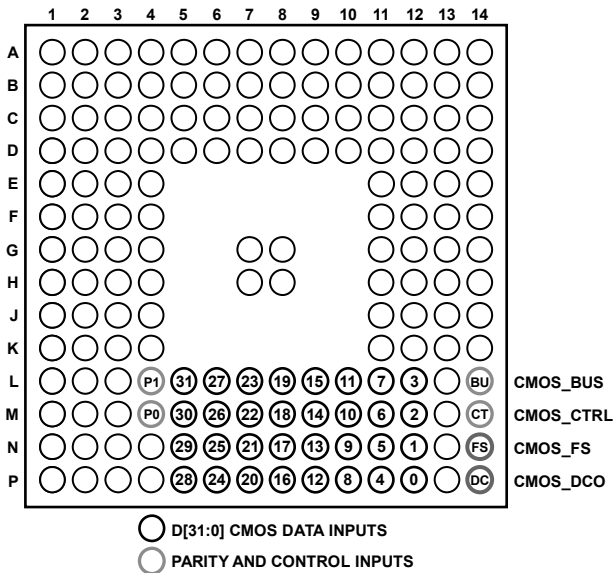 1 2 3 4 5 6 7 8 9 10 11 12 13 14
A
B
C
D
E
F
G
H
J
K
L P1 31 27 23 19 15 11 7 3 BU CMOS_BUS
M P0 30 26 22 18 14 10 6 2 CT CMOS_CTRL
N 29 25 21 17 13 9 5 1 FS CMOS_FS
P 28 24 20 16 12 8 4 0 DC CMOS_DCO
D[31:0] CMOS DATA INPUTS
PARITY AND CONTROL INPUTS